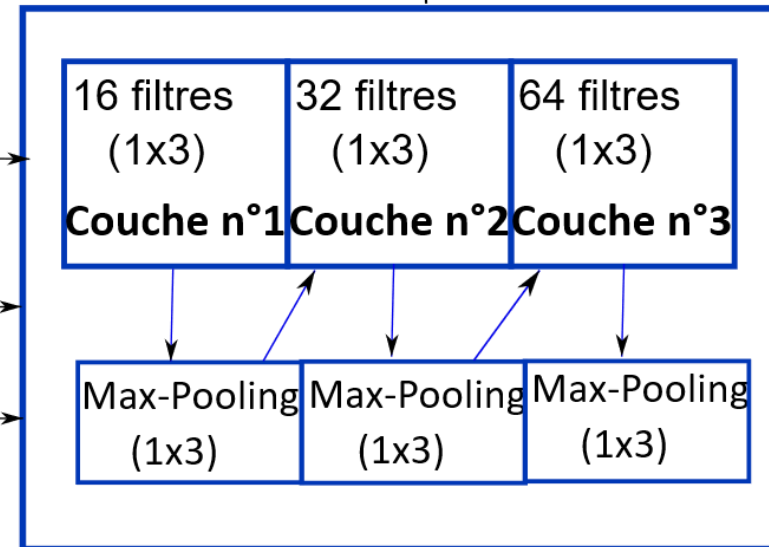 16 filtres
(1x3)
Couche n°1
32 filtres
(1x3)
Couche n°2
64 filtres
(1x3)
Couche n°3
Max-Pooling
(1x3)
Max-Pooling
(1x3)
Max-Pooling
(1x3)